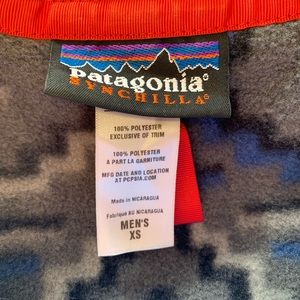 patagonia®
SYNCHILLA®
100% POLYESTER
EXCLUSIVE OF TRIM
100% POLYESTER
A PART LA GARNITURE
MFG DATE AND LOCATION
AT PCPSIA.COM
Made in NICARAGUA
Fabriqué au NICARAGUA
MEN'S
XS